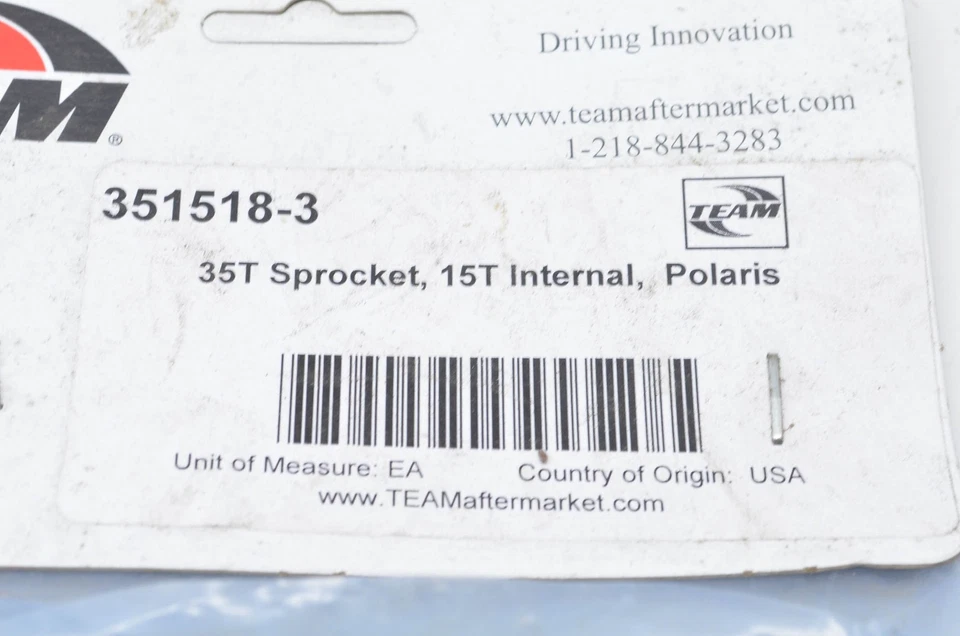 Driving Innovation
www.teamaftermarket.com
1-218-844-3283
M®
351518-3
TEAM
35T Sprocket, 15T Internal, Polaris
Unit of Measure: EA
Country of Origin: USA
www.TEAMaftermarket.com